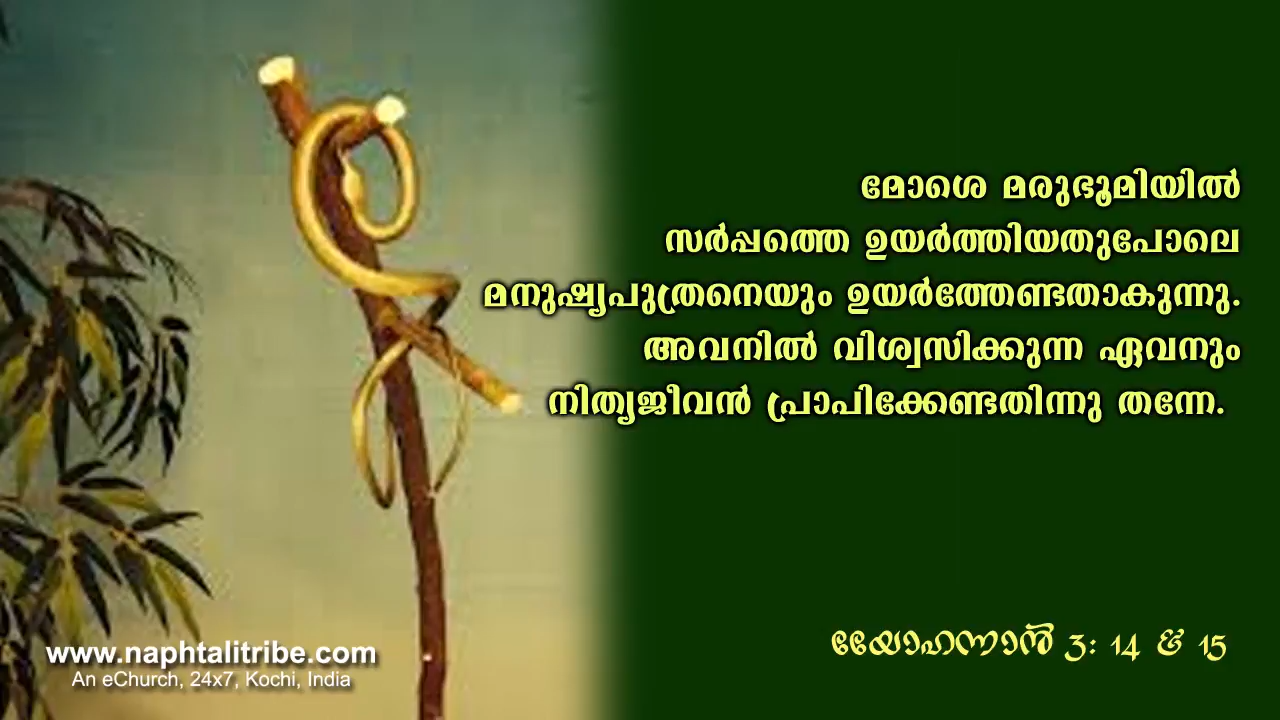 മോശെ മരുഭൂമിയിൽ
സർപ്പത്തെ ഉയർത്തിയതുപോലെ
മനുഷ്യപുത്രനെയും ഉയർത്തേണ്ടതാകുന്നു.
അവനിൽ വിശ്വസിക്കുന്ന ഏവനും
നിത്യജീവൻ പ്രാപിക്കേണ്ടതിന്നു തന്നേ.
യോഹന്നാൻ 3: 14 & 15
www.naphtalitribe.com
An eChurch, 24x7, Kochi, India